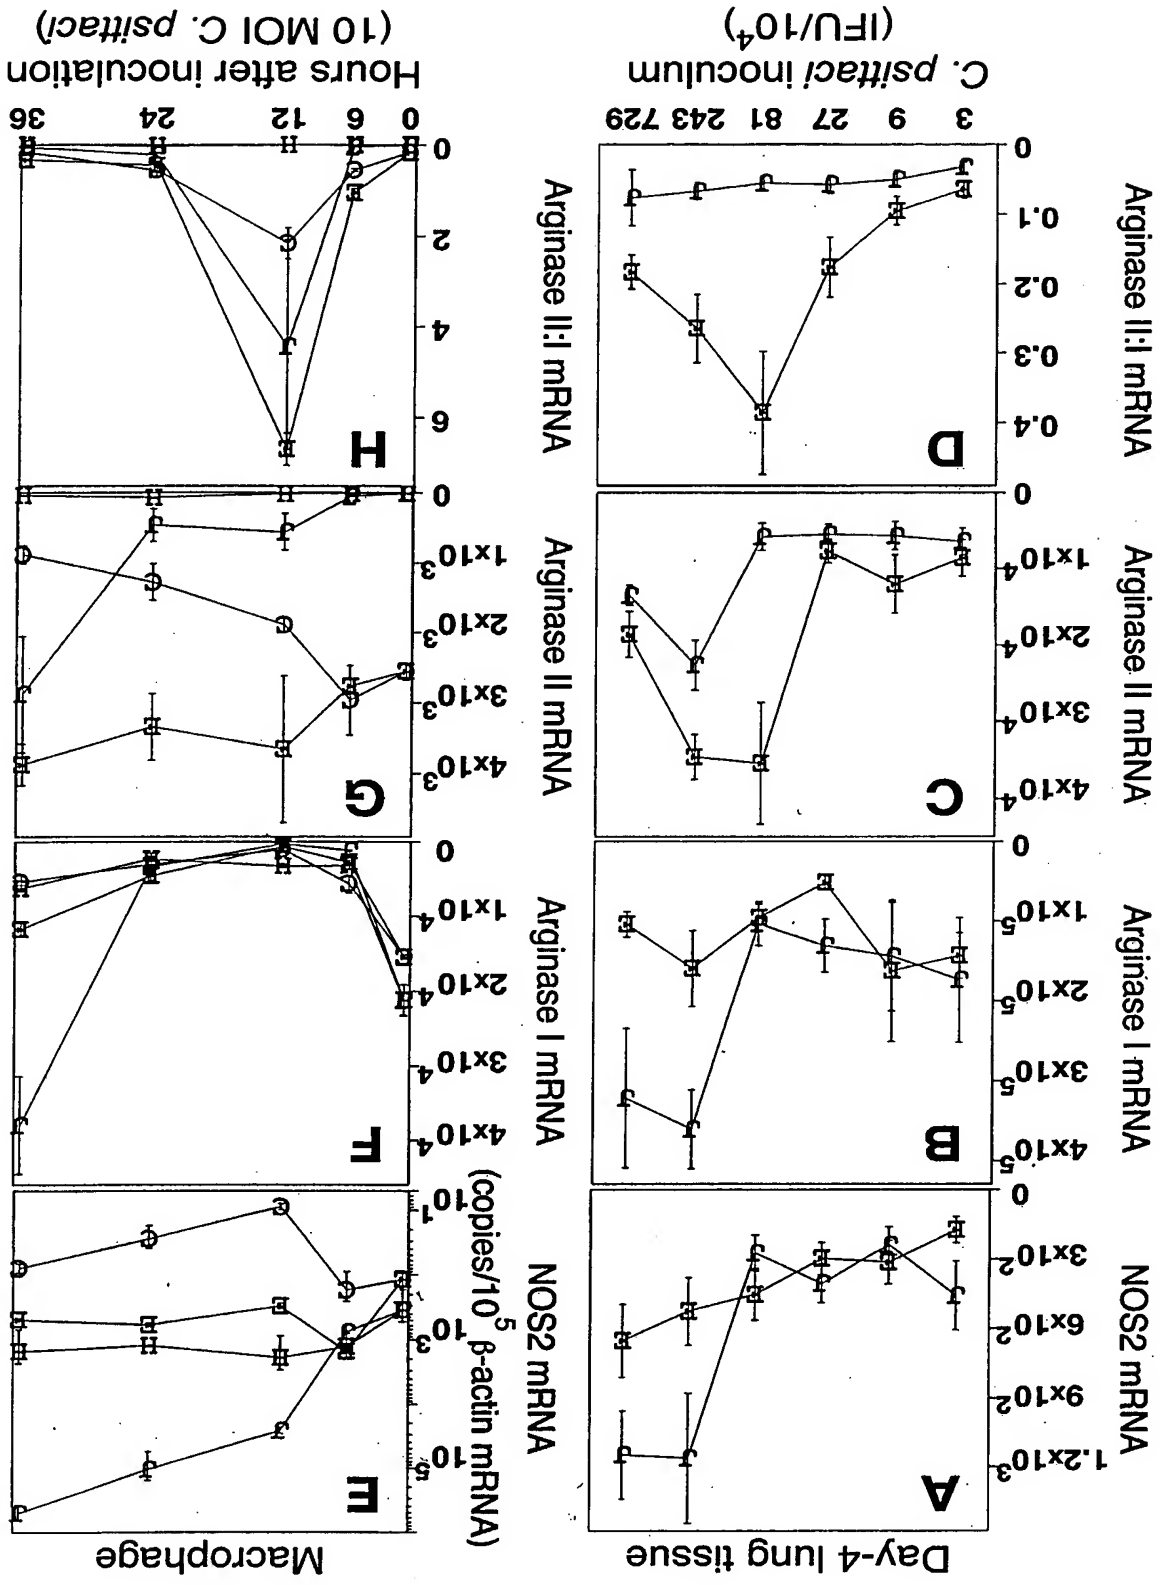 Day-4 lung tissue
NOS2 mRNA
1.2x10³
9x10²
6x10²
3x10²
0
A
Arginase I mRNA
4x10⁵
3x10⁵
2x10⁵
1x10⁵
0
B
Arginase II mRNA
4x10⁴
3x10⁴
2x10⁴
1x10⁴
0
C
Arginase II:I mRNA
0.4
0.3
0.2
0.1
0
D
3 9 27 81 243 729
C. psittaci inoculum
(IFU/10⁴)
Macrophage
NOS2 mRNA
(copies/10⁵ β-actin mRNA)
10⁵
10³
10¹
E
Arginase I mRNA
4x10⁴
3x10⁴
2x10⁴
1x10⁴
0
F
Arginase II mRNA
4x10³
3x10³
2x10³
1x10³
0
G
Arginase II:I mRNA
6
4
2
0
H
0 6 12 24 36
Hours after inoculation
(10 MOI C. psittaci)